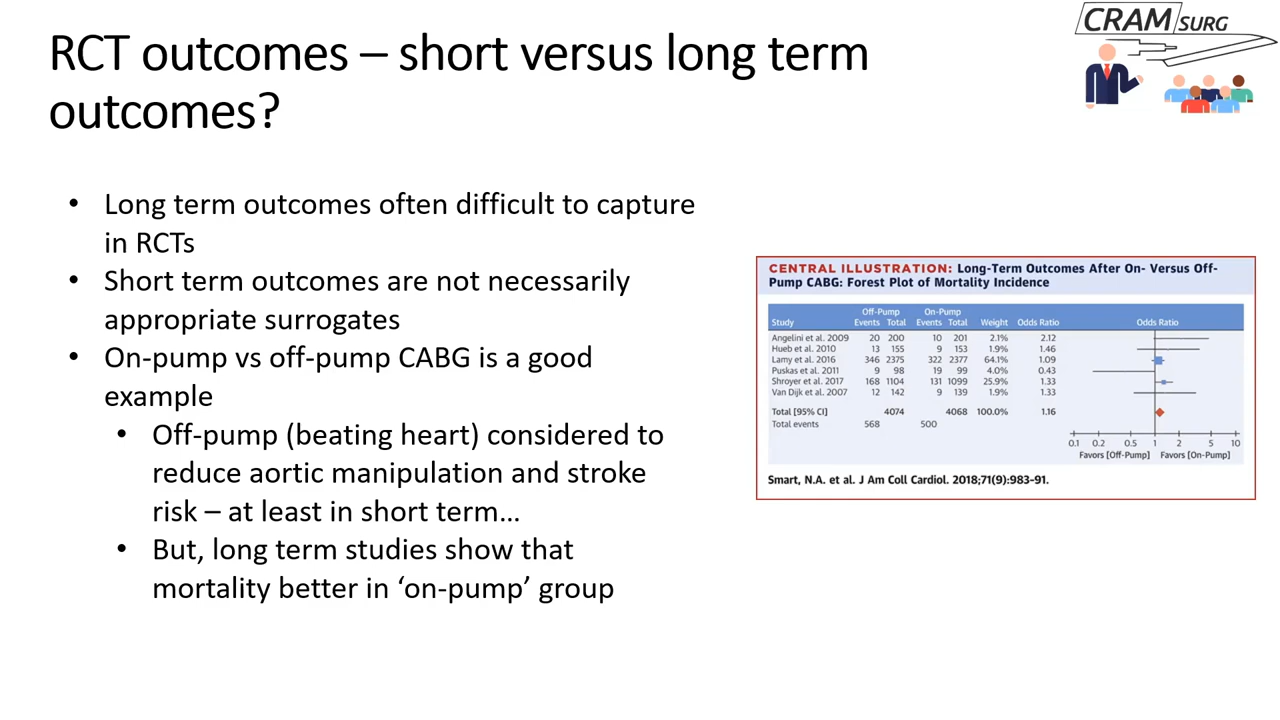 CRAM SURG
RCT outcomes – short versus long term
outcomes?
• Long term outcomes often difficult to capture
in RCTs
• Short term outcomes are not necessarily
appropriate surrogates
• On-pump vs off-pump CABG is a good
example
• Off-pump (beating heart) considered to
reduce aortic manipulation and stroke
risk – at least in short term…
• But, long term studies show that
mortality better in ‘on-pump’ group
CENTRAL ILLUSTRATION: Long-Term Outcomes After On- Versus Off-
Pump CABG: Forest Plot of Mortality Incidence
Off-Pump On-Pump
Study Events Total Events Total Weight Odds Ratio Odds Ratio
Angelini et al. 2009 20 200 10 201 2.1% 2.12
Hueb et al. 2010 13 155 9 153 1.9% 1.46
Lamy et al. 2016 346 2375 322 2377 64.1% 1.09
Puskas et al. 2011 9 98 19 99 4.0% 0.43
Shroyer et al. 2017 168 1104 131 1099 25.9% 1.33
Van Dijk et al. 2007 12 142 9 139 1.9% 1.33
Total [95% CI] 4074 4068 100.0% 1.16
Total events 568 500
0.1 0.2 0.5 1 2 5 10
Favors [Off-Pump] Favors [On-Pump]
Smart, N.A. et al. J Am Coll Cardiol. 2018;71(9):983–91.